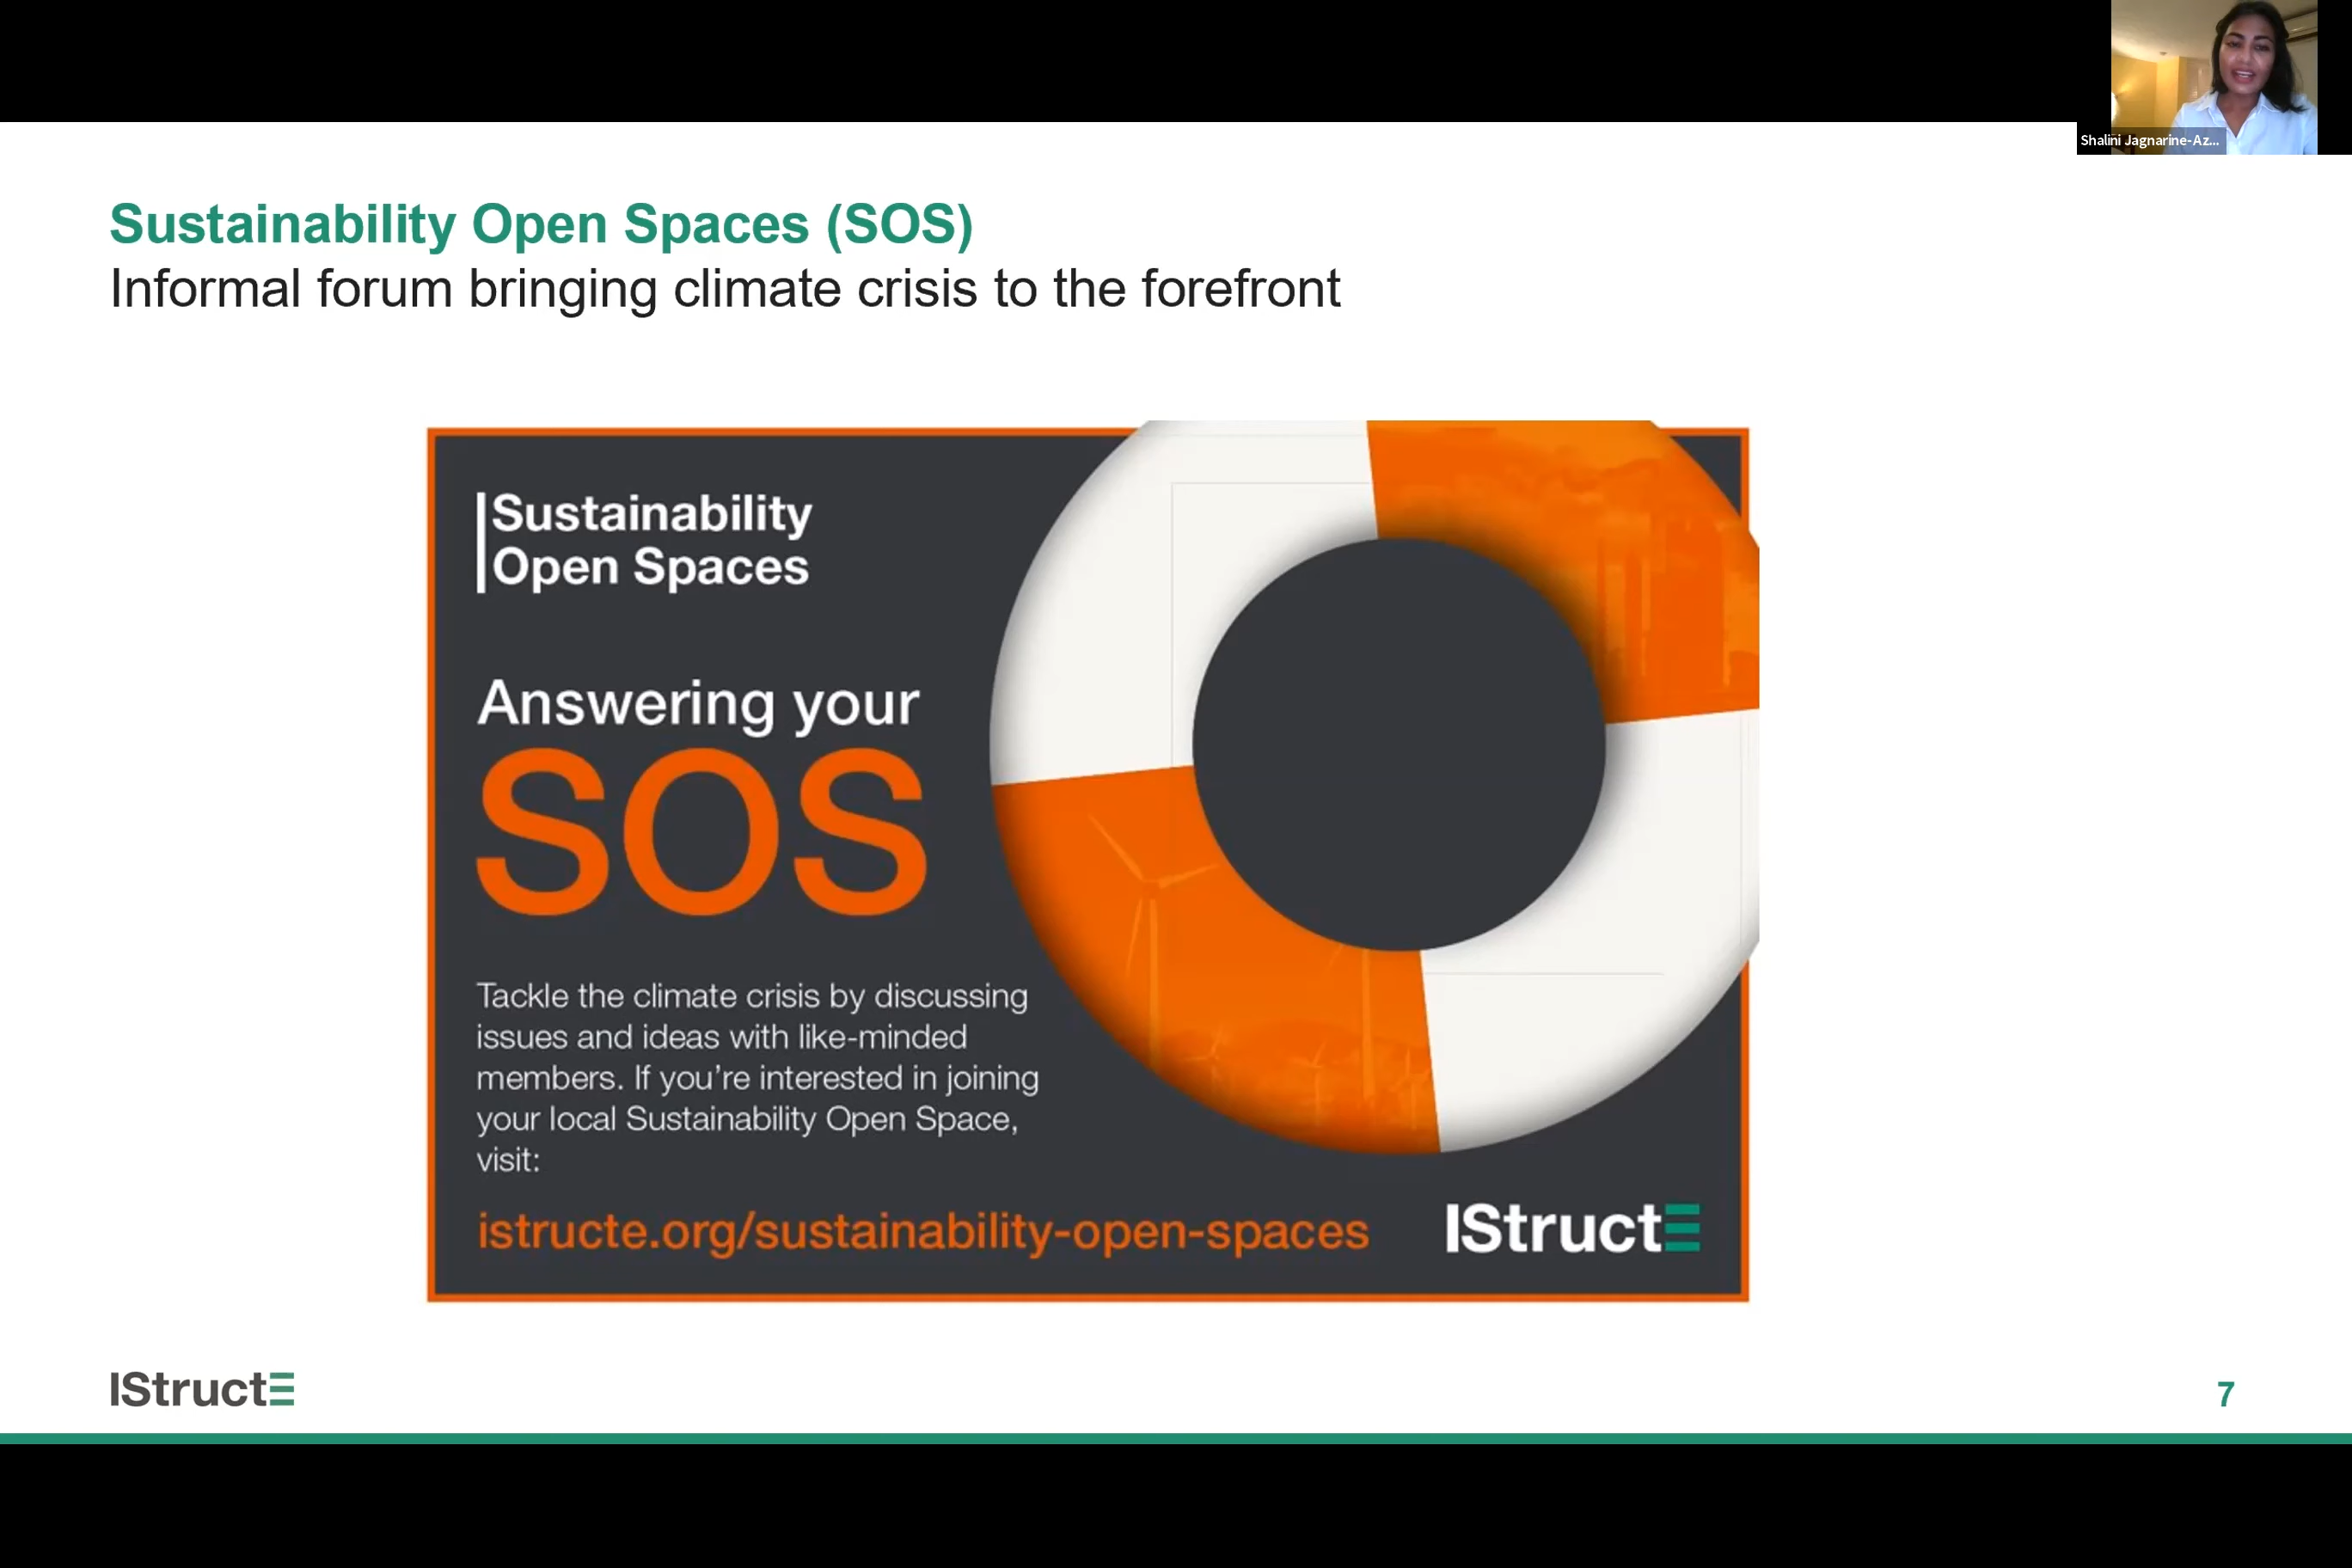 Shalini Jagnarine-Az...
Sustainability Open Spaces (SOS)
Informal forum bringing climate crisis to the forefront
Sustainability
Open Spaces
Answering your
SOS
Tackle the climate crisis by discussing
issues and ideas with like-minded
members. If you’re interested in joining
your local Sustainability Open Space,
visit:
istructe.org/sustainability-open-spaces
IStructE
IStructE
7